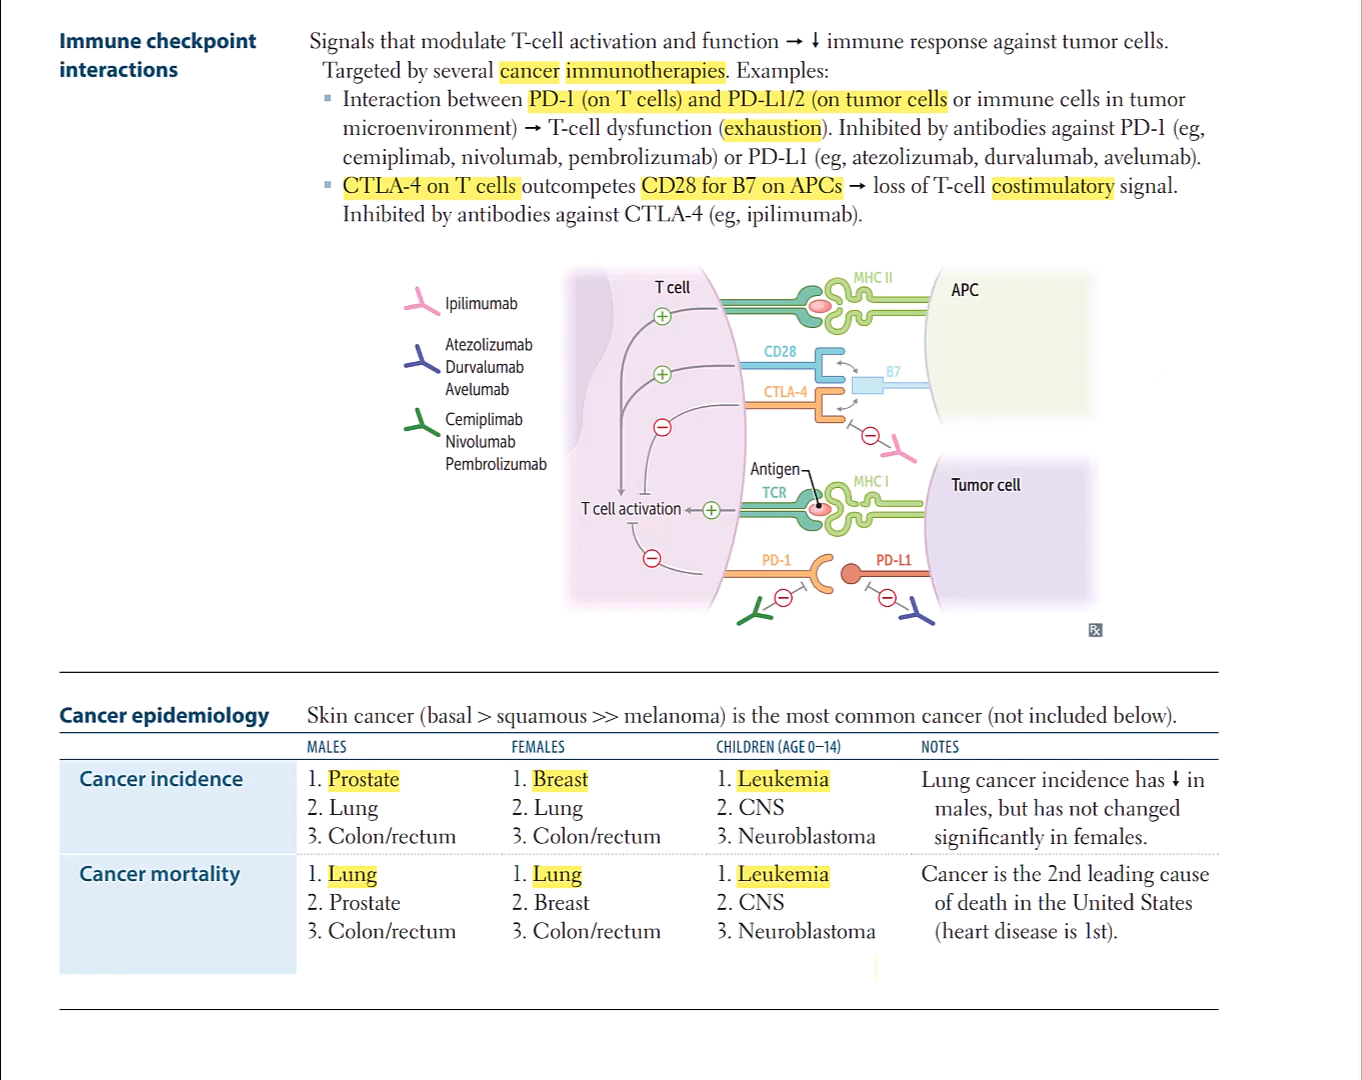 Immune checkpoint
interactions
Signals that modulate T-cell activation and function → ↓ immune response against tumor cells.
Targeted by several cancer immunotherapies. Examples:
▪ Interaction between PD-1 (on T cells) and PD-L1/2 (on tumor cells or immune cells in tumor
microenvironment) → T-cell dysfunction (exhaustion). Inhibited by antibodies against PD-1 (eg,
cemiplimab, nivolumab, pembrolizumab) or PD-L1 (eg, atezolizumab, durvalumab, avelumab).
▪ CTLA-4 on T cells outcompetes CD28 for B7 on APCs → loss of T-cell costimulatory signal.
Inhibited by antibodies against CTLA-4 (eg, ipilimumab).
Ipilimumab
Atezolizumab
Durvalumab
Avelumab
Cemiplimab
Nivolumab
Pembrolizumab
T cell
MHC II
APC
+
CD28
+
B7
CTLA-4
−
−
Antigen
TCR
MHC I
Tumor cell
T cell activation
+
−
PD-1
PD-L1
−
−
Rx
Cancer epidemiology
Skin cancer (basal > squamous >> melanoma) is the most common cancer (not included below).
MALES
FEMALES
CHILDREN (AGE 0–14)
NOTES
Cancer incidence
1. Prostate
2. Lung
3. Colon/rectum
1. Breast
2. Lung
3. Colon/rectum
1. Leukemia
2. CNS
3. Neuroblastoma
Lung cancer incidence has ↓ in
males, but has not changed
significantly in females.
Cancer mortality
1. Lung
2. Prostate
3. Colon/rectum
1. Lung
2. Breast
3. Colon/rectum
1. Leukemia
2. CNS
3. Neuroblastoma
Cancer is the 2nd leading cause
of death in the United States
(heart disease is 1st).